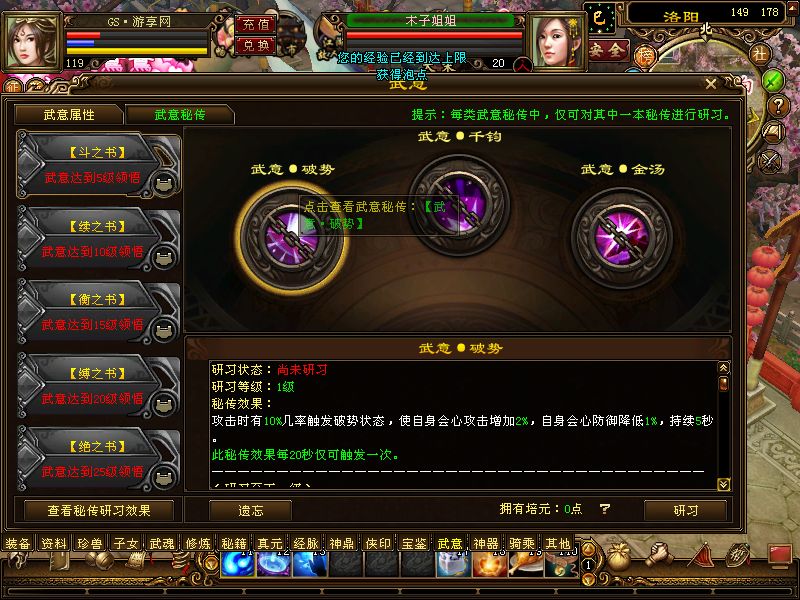 GS·游享网
充值
兑换
119
木子姐姐
20
您的经验已经到达上限
获得泡点
安全
洛阳
149 178
北
社
武意
武意属性
武意秘传
提示：每类武意秘传中，仅可对其中一本秘传进行研习。
【斗之书】
武意达到5级领悟
【续之书】
武意达到10级领悟
【衡之书】
武意达到15级领悟
【缚之书】
武意达到20级领悟
【绝之书】
武意达到25级领悟
武意●破势
武意●千钧
武意●金汤
点击查看武意秘传：【武
意·破势】
武意●破势
研习状态：尚未研习
研习等级：1级
秘传效果：
攻击时有10%几率触发破势状态，使自身会心攻击增加2%，自身会心防御降低1%，持续5秒
。
此秘传效果每20秒仅可触发一次。
查看秘传研习效果
遗忘
拥有培元：0点
?
研习
装备 资料 珍兽 子女 武魂 修炼 秘籍 真元 经脉 神鼎 侠印 宝鉴 武意 神器 骑乘 其他
1